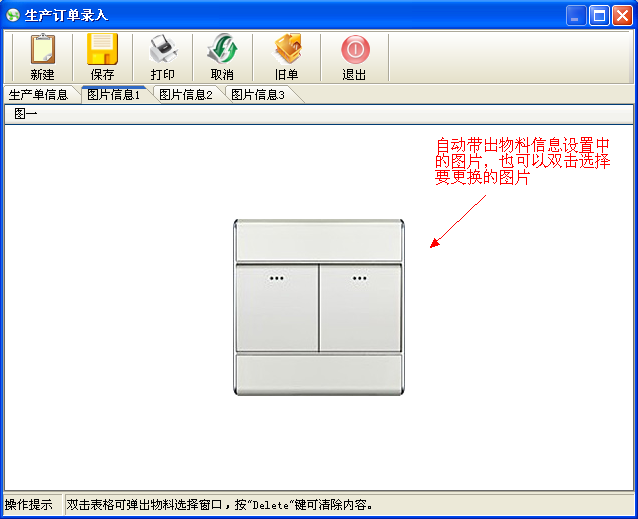 生产订单录入
新建 保存 打印 取消 旧单 退出
生产单信息 图片信息1 图片信息2 图片信息3
图一
自动带出物料信息设置中
的图片，也可以双击选择
要更换的图片
操作提示 双击表格可弹出物料选择窗口，按"Delete"键可清除内容。